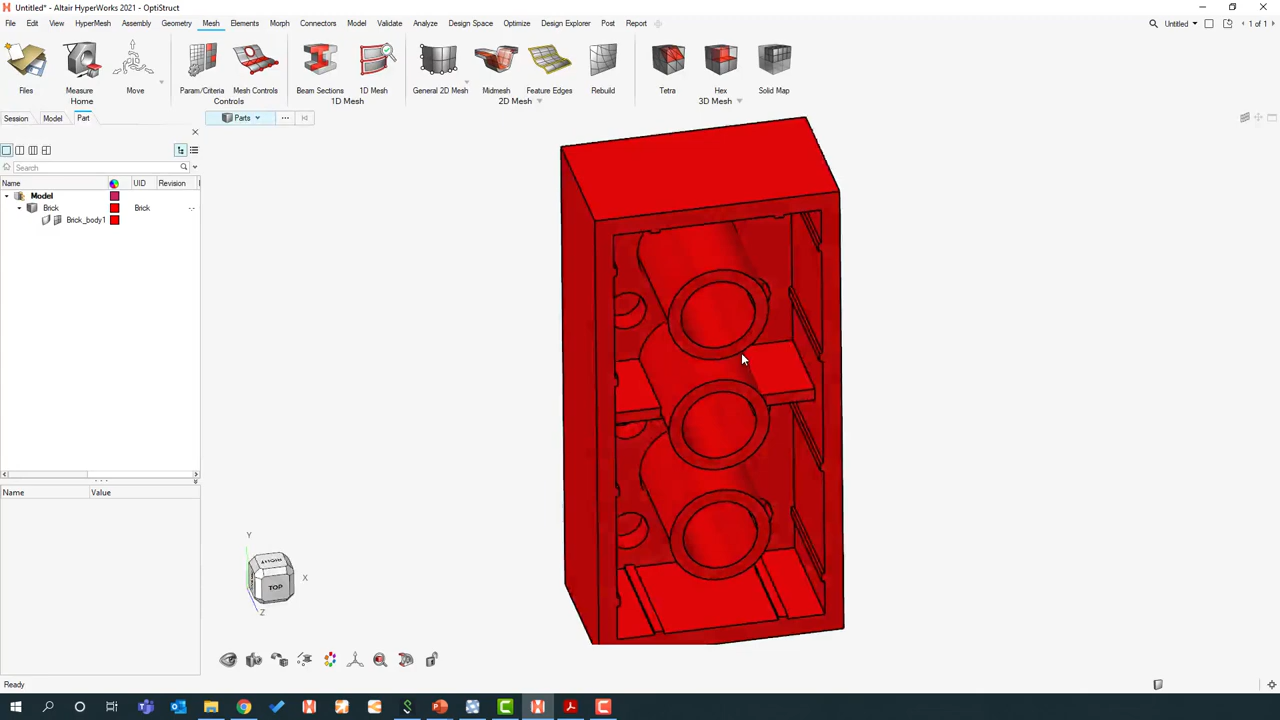 Untitled* - Altair HyperWorks 2021 - OptiStruct
File Edit View HyperMesh Assembly Geometry Mesh Morph Connectors Elements Model Validate Analyze Design Space Optimize Design Explorer Post Report Untitled 1 of 1
Files Measure Move Param/Criteria Mesh Controls Beam Sections 1D Mesh General 2D Mesh Midmesh Feature Edges Rebuild Tetra Hex Solid Map
Home Controls 1D Mesh 2D Mesh 3D Mesh
Session Model Part Parts
Search
Name UID Revision
Model
Brick Brick
Brick_body1
Name Value
Y
X
TOP
Z
Ready